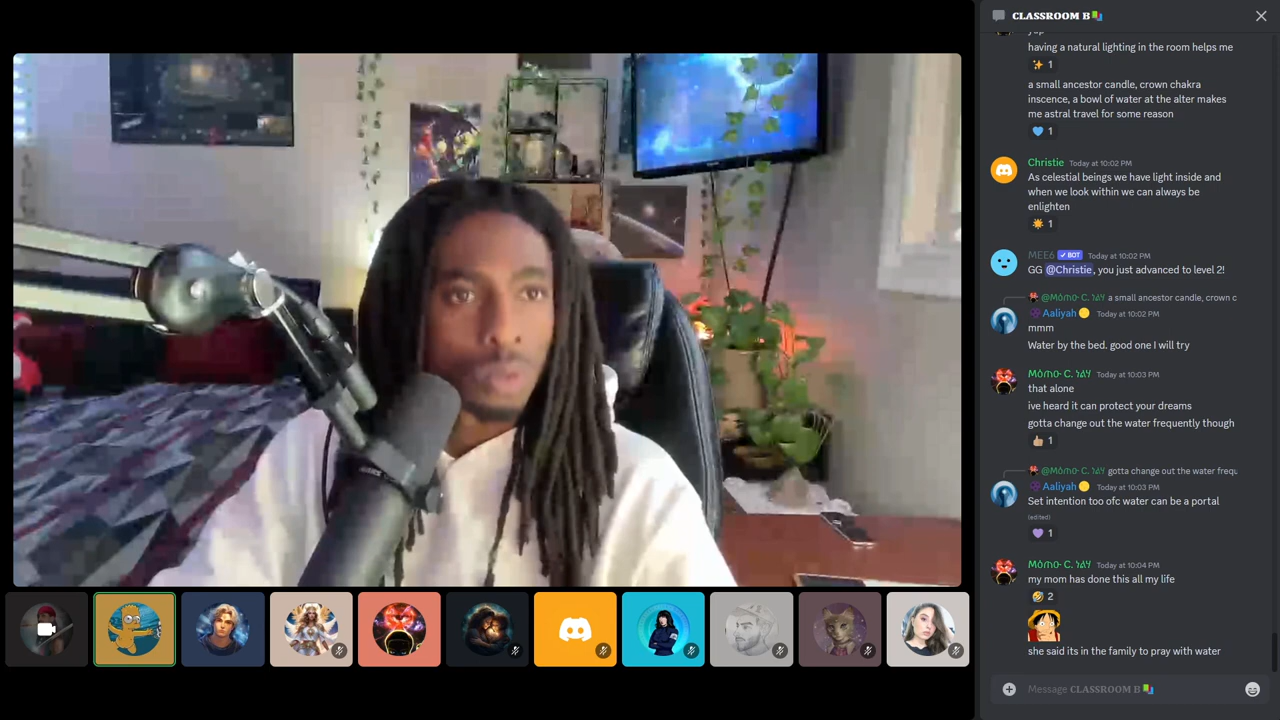 CLASSROOM B
yup
having a natural lighting in the room helps me
1
a small ancestor candle, crown chakra
inscence, a bowl of water at the alter makes
me astral travel for some reason
1
Christie Today at 10:02 PM
As celestial beings we have light inside and
when we look within we can always be
enlighten
1
MEE6 ✓ BOT Today at 10:02 PM
GG @Christie, you just advanced to level 2!
1
a small ancestor candle, crown c
Aaliyah Today at 10:02 PM
mmm
Water by the bed. good one I will try
Today at 10:03 PM
that alone
ive heard it can protect your dreams
gotta change out the water frequently though
1
gotta change out the water frequ
Aaliyah Today at 10:03 PM
Set intention too ofc water can be a portal
(edited)
1
Today at 10:04 PM
my mom has done this all my life
2
she said its in the family to pray with water
Message CLASSROOM B